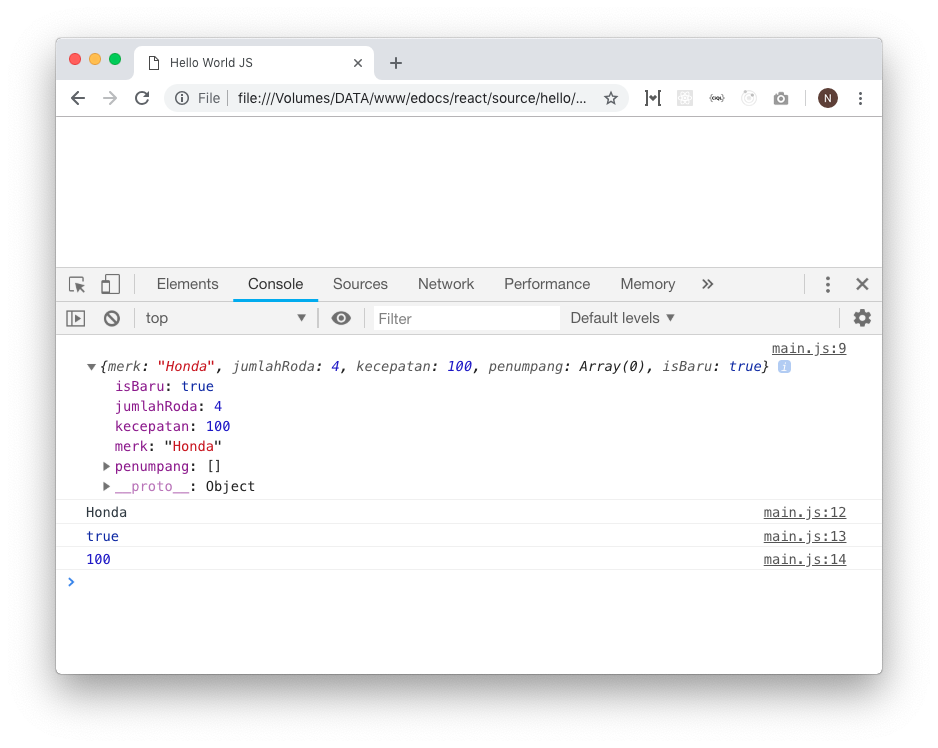 Hello World JS
File file:///Volumes/DATA/www/edocs/react/source/hello/... N
Elements Console Sources Network Performance Memory
top Filter Default levels
main.js:9
{merk: "Honda", jumlahRoda: 4, kecepatan: 100, penumpang: Array(0), isBaru: true} i
isBaru: true
jumlahRoda: 4
kecepatan: 100
merk: "Honda"
penumpang: []
__proto__: Object
Honda main.js:12
true main.js:13
100 main.js:14